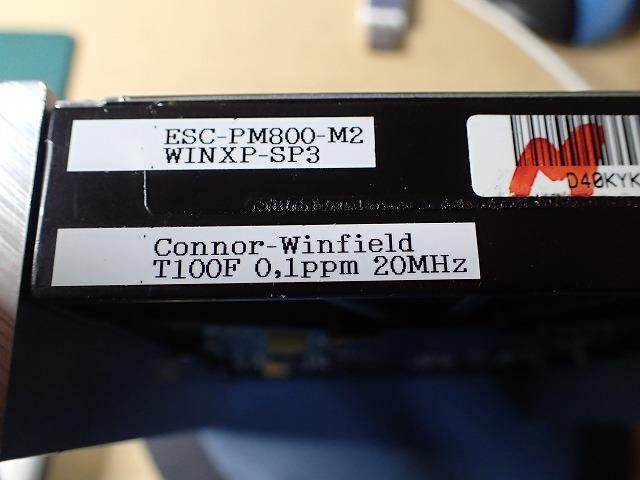 ESC-PM800-M2
WINXP-SP3
D40KYK
Connor-Winfield
T100F 0,1ppm 20MHz